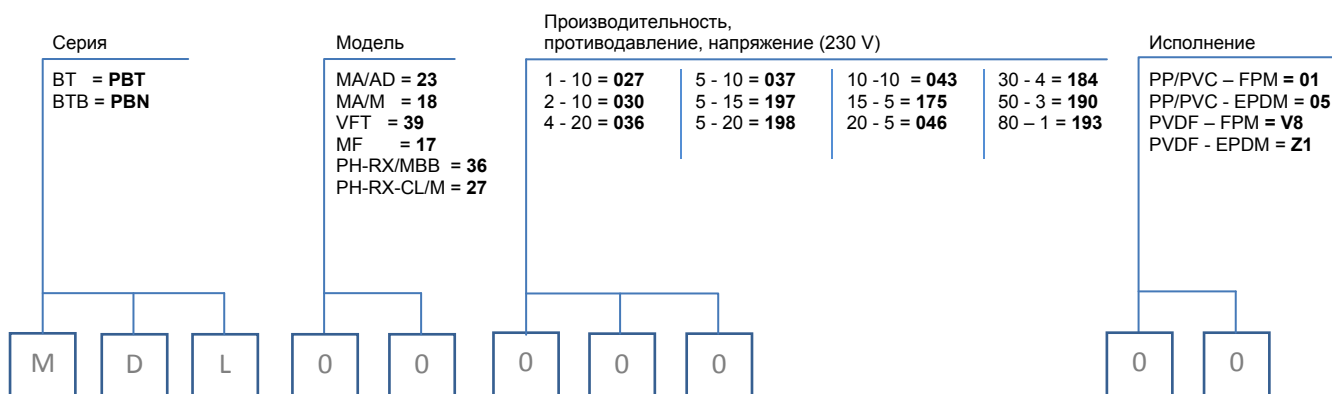 Серия
BT = PBT
BTB = PBN
Модель
MA/AD = 23
MA/M = 18
VFT = 39
MF = 17
PH-RX/MBB = 36
PH-RX-CL/M = 27
Производительность,
противодавление, напряжение (230 V)
1 - 10 = 027
2 - 10 = 030
4 - 20 = 036
5 - 10 = 037
5 - 15 = 197
5 - 20 = 198
10 -10 = 043
15 - 5 = 175
20 - 5 = 046
30 - 4 = 184
50 - 3 = 190
80 – 1 = 193
Исполнение
PP/PVC – FPM = 01
PP/PVC - EPDM = 05
PVDF – FPM = V8
PVDF - EPDM = Z1
M D L 0 0 0 0 0 0 0